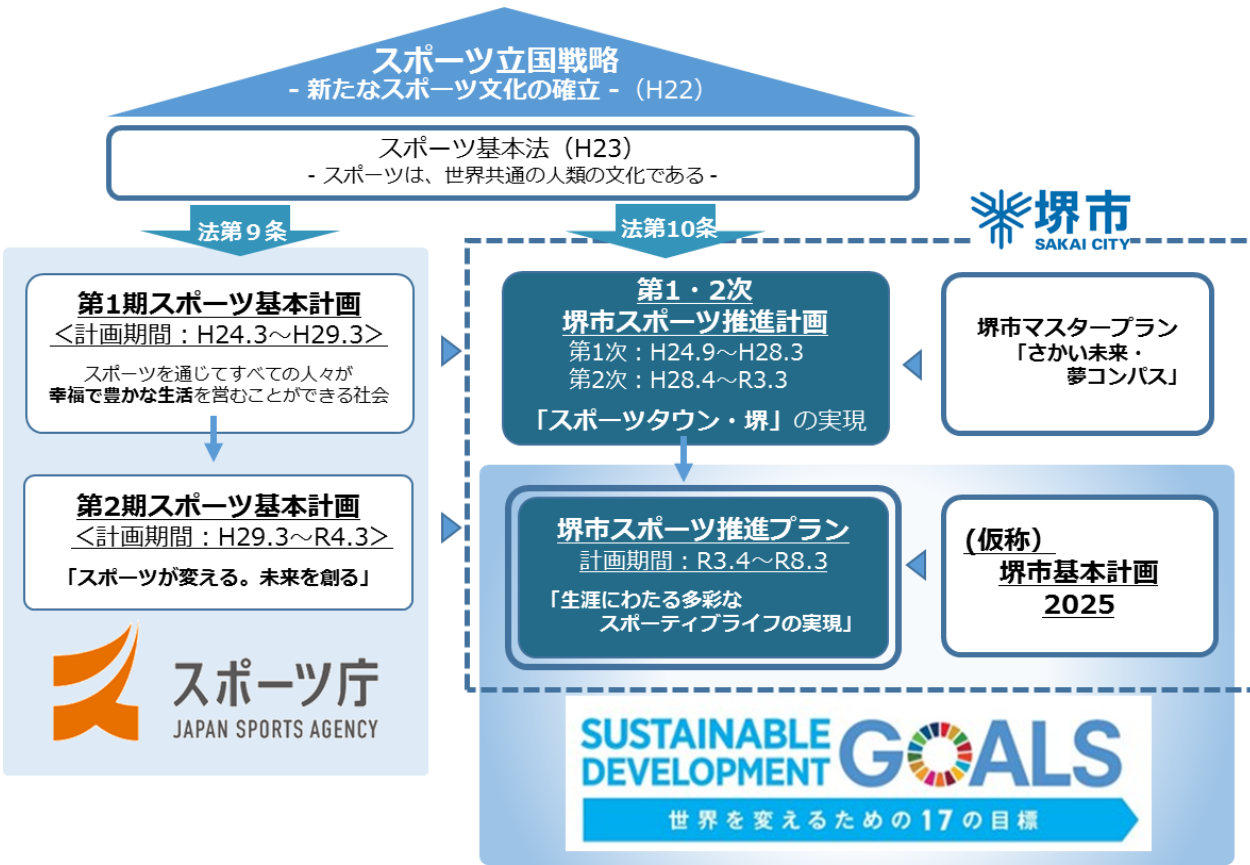 スポーツ立国戦略
- 新たなスポーツ文化の確立 -（H22）
スポーツ基本法（H23）
- スポーツは、世界共通の人類の文化である -
法第９条
法第10条
堺市
SAKAI CITY
第1期スポーツ基本計画
＜計画期間：H24.3～H29.3＞
スポーツを通じてすべての人々が
幸福で豊かな生活を営むことができる社会
第1・2次
堺市スポーツ推進計画
第1次：H24.9～H28.3
第2次：H28.4～R3.3
「スポーツタウン・堺」の実現
堺市マスタープラン
「さかい未来・
夢コンパス」
第2期スポーツ基本計画
＜計画期間：H29.3～R4.3＞
「スポーツが変える。未来を創る」
堺市スポーツ推進プラン
計画期間：R3.4～R8.3
「生涯にわたる多彩な
スポーティブライフの実現」
(仮称）
堺市基本計画
2025
スポーツ庁
JAPAN SPORTS AGENCY
SUSTAINABLE
DEVELOPMENT
GOALS
世界を変えるための17の目標